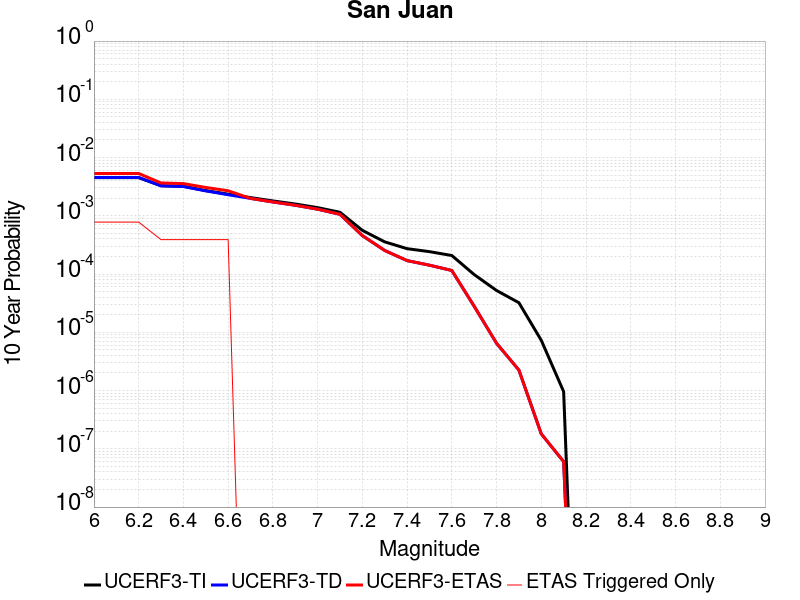 San Juan
10^0
10^-1
10^-2
10^-3
10^-4
10^-5
10^-6
10^-7
10^-8
10 Year Probability
6 6.2 6.4 6.6 6.8 7 7.2 7.4 7.6 7.8 8 8.2 8.4 8.6 8.8 9
Magnitude
UCERF3-TI UCERF3-TD UCERF3-ETAS ETAS Triggered Only